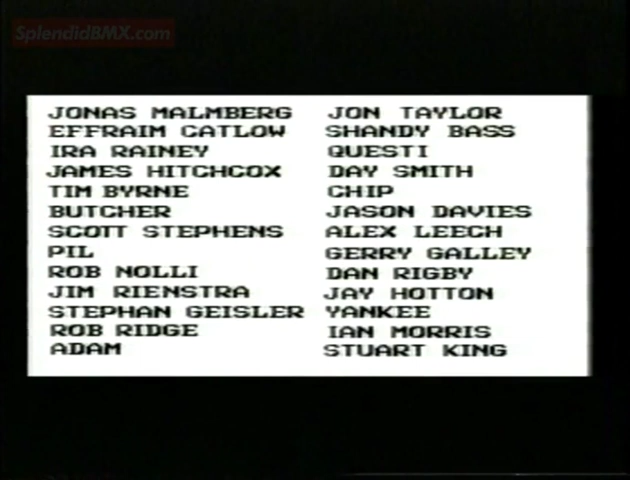 SplendidBMX.com
JONAS MALMBERG
EFFRAIM CATLOW
IRA RAINEY
JAMES HITCHCOX
TIM BYRNE
BUTCHER
SCOTT STEPHENS
PIL
ROB NOLLI
JIM RIENSTRA
STEPHAN GEISLER
ROB RIDGE
ADAM
JON TAYLOR
SHANDY BASS
QUESTI
DAY SMITH
CHIP
JASON DAVIES
ALEX LEECH
GERRY GALLEY
DAN RIGBY
JAY HOTTON
YANKEE
IAN MORRIS
STUART KING